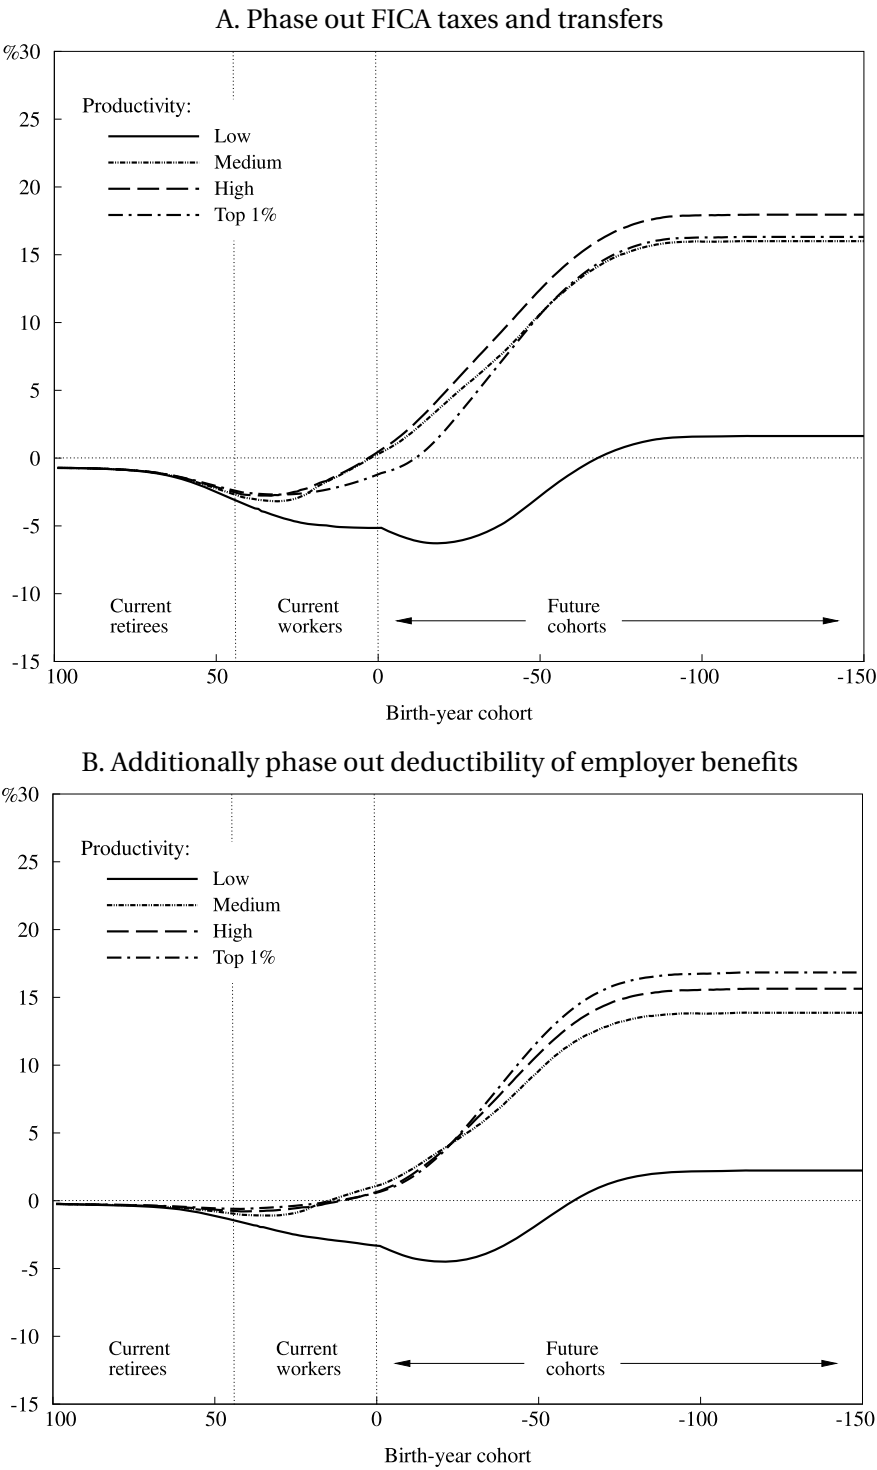 A. Phase out FICA taxes and transfers
%30
25
20
15
10
5
0
-5
-10
-15
Productivity:
Low
Medium
High
Top 1%
Current
retirees
Current
workers
Future
cohorts
100 50 0 -50 -100 -150
Birth-year cohort
B. Additionally phase out deductibility of employer benefits
%30
25
20
15
10
5
0
-5
-10
-15
Productivity:
Low
Medium
High
Top 1%
Current
retirees
Current
workers
Future
cohorts
100 50 0 -50 -100 -150
Birth-year cohort